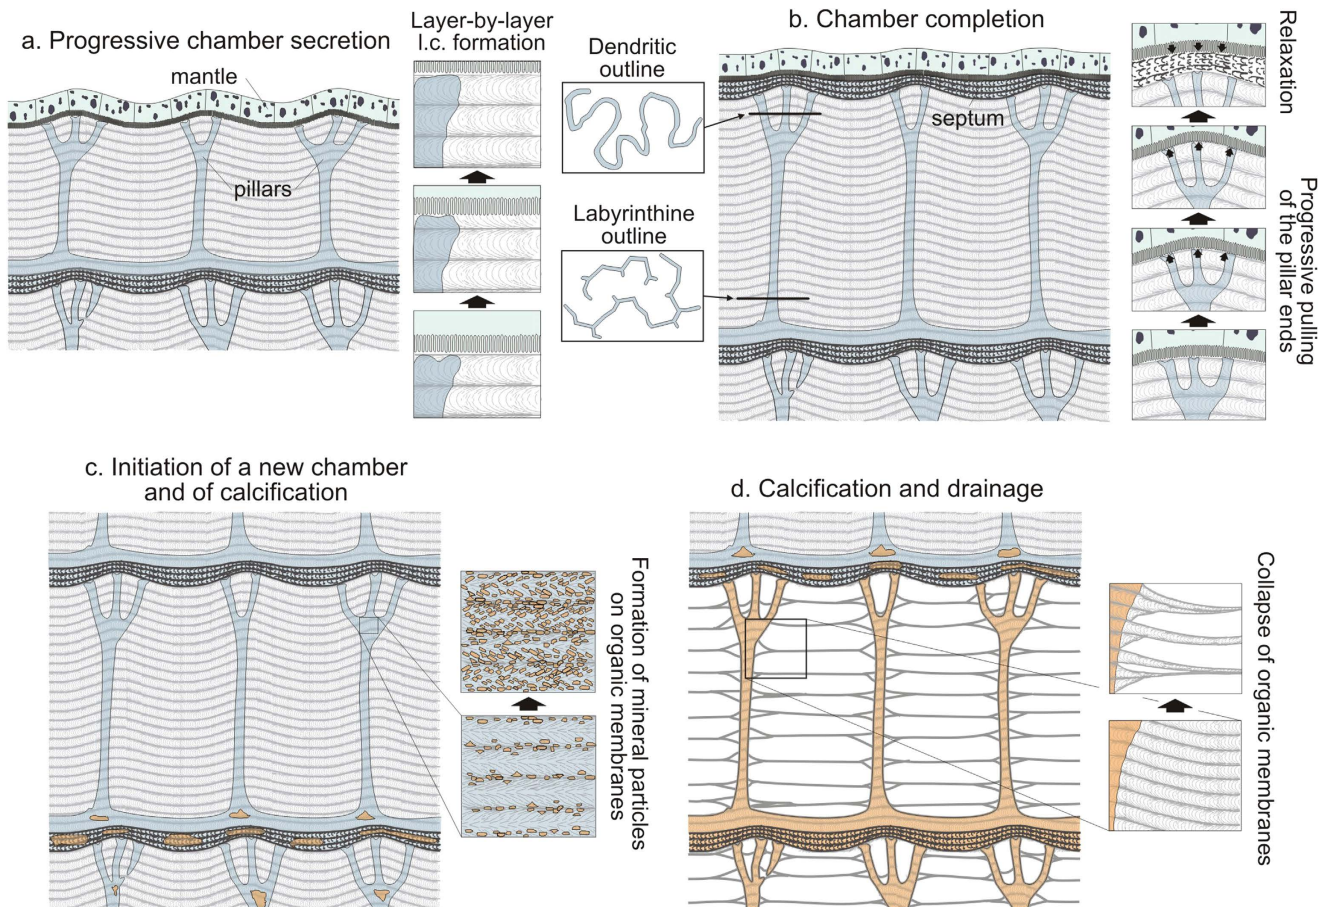 a. Progressive chamber secretion
mantle
pillars
Layer-by-layer
l.c. formation
Dendritic
outline
Labyrinthine
outline
b. Chamber completion
septum
Relaxation
Progressive pulling
of the pillar ends
c. Initiation of a new chamber
and of calcification
Formation of mineral particles
on organic membranes
d. Calcification and drainage
Collapse of organic membranes